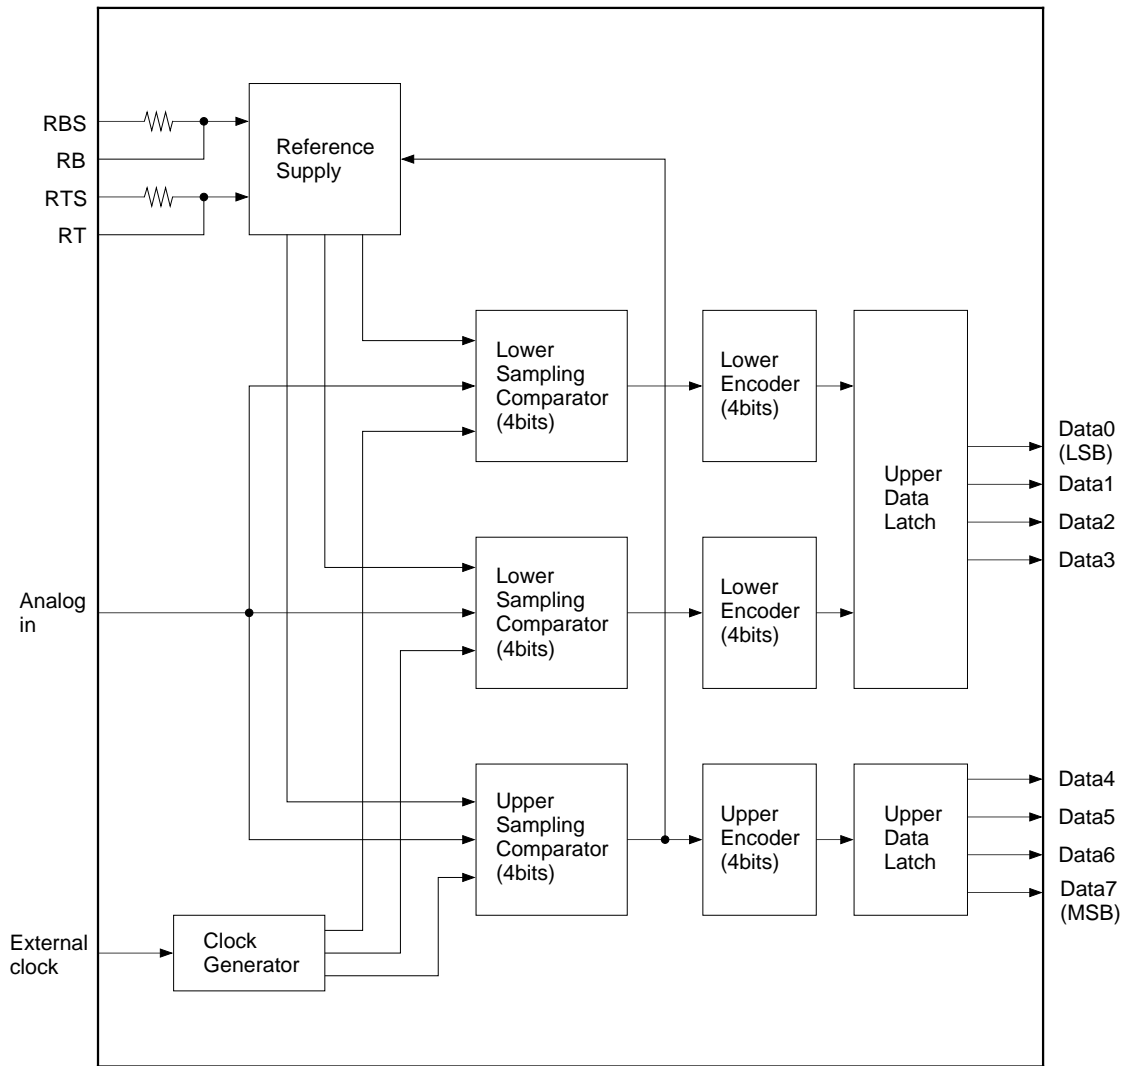 RBS
RB
RTS
RT
Reference
Supply
Lower
Sampling
Comparator
(4bits)
Lower
Encoder
(4bits)
Upper
Data
Latch
Data0
(LSB)
Data1
Data2
Data3
Analog
in
Lower
Sampling
Comparator
(4bits)
Lower
Encoder
(4bits)
Upper
Sampling
Comparator
(4bits)
Upper
Encoder
(4bits)
Upper
Data
Latch
Data4
Data5
Data6
Data7
(MSB)
External
clock
Clock
Generator